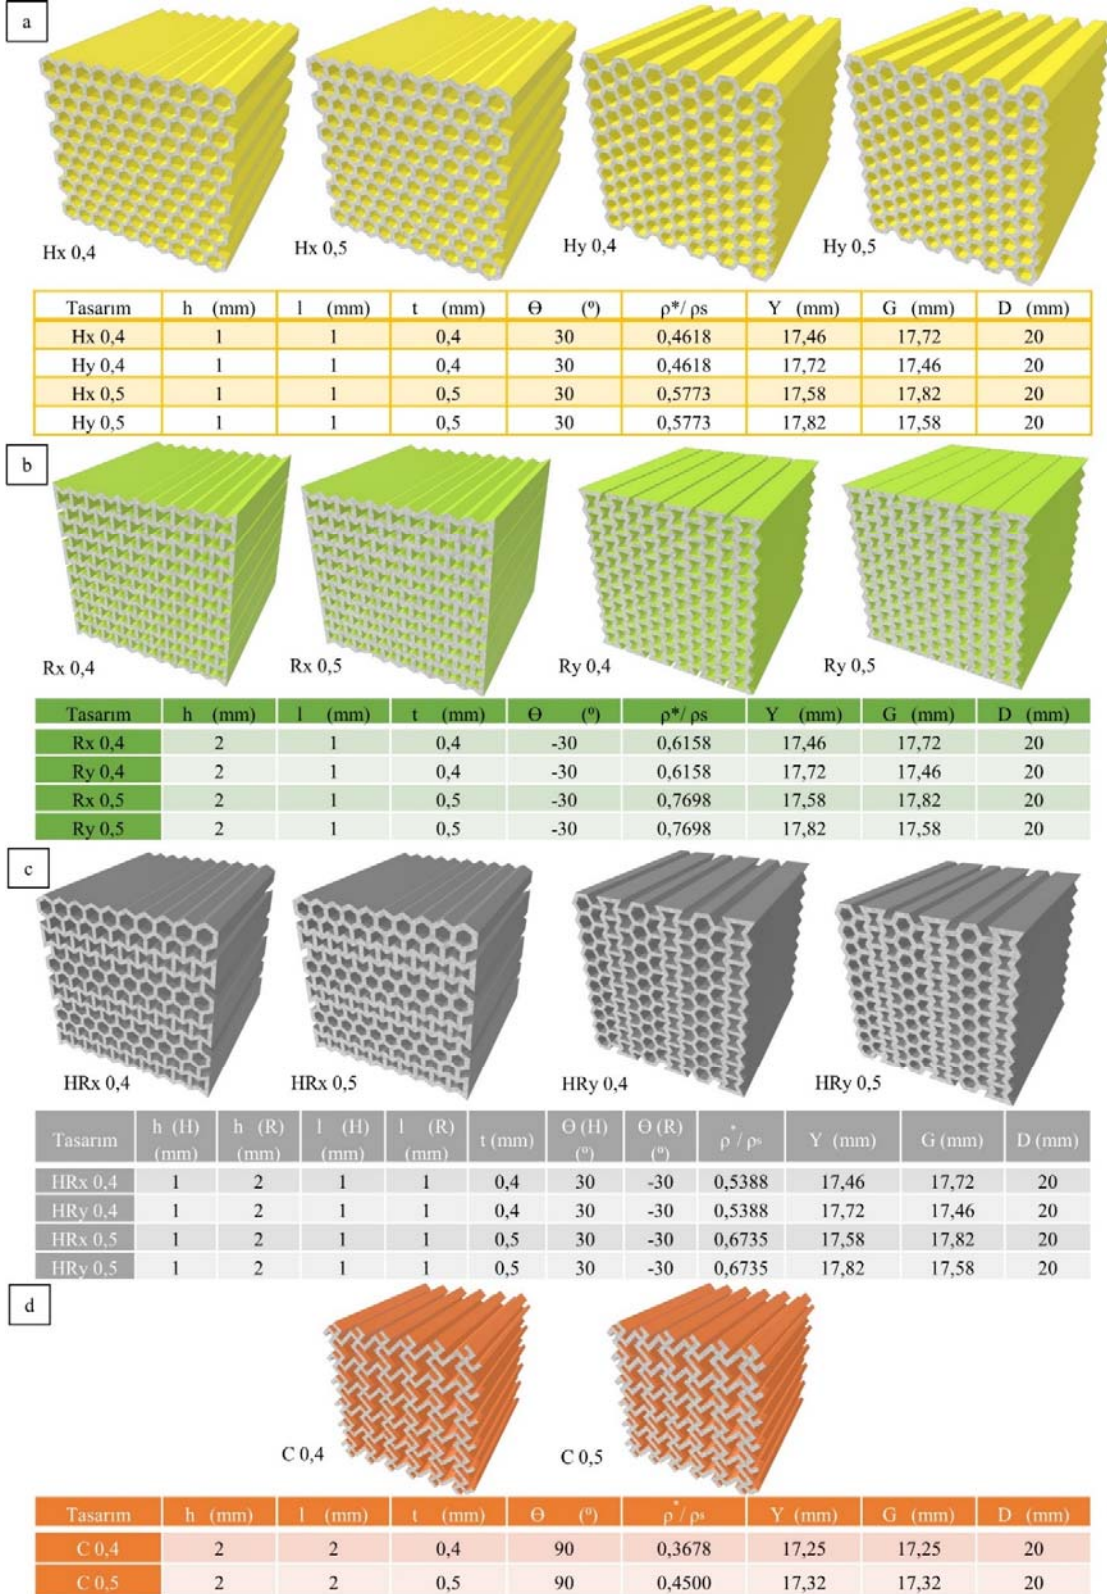 a
Hx 0,4
Hx 0,5
Hy 0,4
Hy 0,5
Tasarım h (mm) l (mm) t (mm) Θ (⁰) ρ*/ ρs Y (mm) G (mm) D (mm)
Hx 0,4 1 1 0,4 30 0,4618 17,46 17,72 20
Hy 0,4 1 1 0,4 30 0,4618 17,72 17,46 20
Hx 0,5 1 1 0,5 30 0,5773 17,58 17,82 20
Hy 0,5 1 1 0,5 30 0,5773 17,82 17,58 20
b
Rx 0,4
Rx 0,5
Ry 0,4
Ry 0,5
Tasarım h (mm) l (mm) t (mm) Θ (⁰) ρ*/ ρs Y (mm) G (mm) D (mm)
Rx 0,4 2 1 0,4 -30 0,6158 17,46 17,72 20
Ry 0,4 2 1 0,4 -30 0,6158 17,72 17,46 20
Rx 0,5 2 1 0,5 -30 0,7698 17,58 17,82 20
Ry 0,5 2 1 0,5 -30 0,7698 17,82 17,58 20
c
HRx 0,4
HRx 0,5
HRy 0,4
HRy 0,5
Tasarım h (H) (mm) h (R) (mm) l (H) (mm) l (R) (mm) t (mm) Θ (H) (⁰) Θ (R) (⁰) ρ*/ ρs Y (mm) G (mm) D (mm)
HRx 0,4 1 2 1 1 0,4 30 -30 0,5388 17,46 17,72 20
HRy 0,4 1 2 1 1 0,4 30 -30 0,5388 17,72 17,46 20
HRx 0,5 1 2 1 1 0,5 30 -30 0,6735 17,58 17,82 20
HRy 0,5 1 2 1 1 0,5 30 -30 0,6735 17,82 17,58 20
d
C 0,4
C 0,5
Tasarım h (mm) l (mm) t (mm) Θ (⁰) ρ*/ ρs Y (mm) G (mm) D (mm)
C 0,4 2 2 0,4 90 0,3678 17,25 17,25 20
C 0,5 2 2 0,5 90 0,4500 17,32 17,32 20